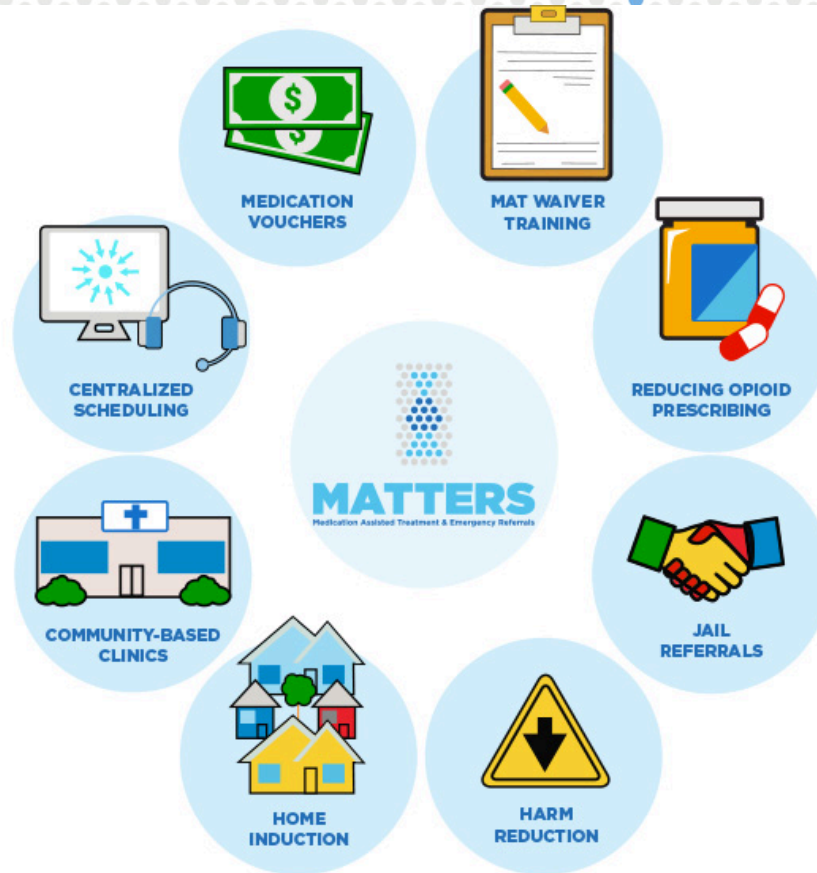 MEDICATION
VOUCHERS
MAT WAIVER
TRAINING
CENTRALIZED
SCHEDULING
REDUCING OPIOID
PRESCRIBING
MATTERS
Medication Assisted Treatment & Emergency Referrals
COMMUNITY-BASED
CLINICS
JAIL
REFERRALS
HOME
INDUCTION
HARM
REDUCTION